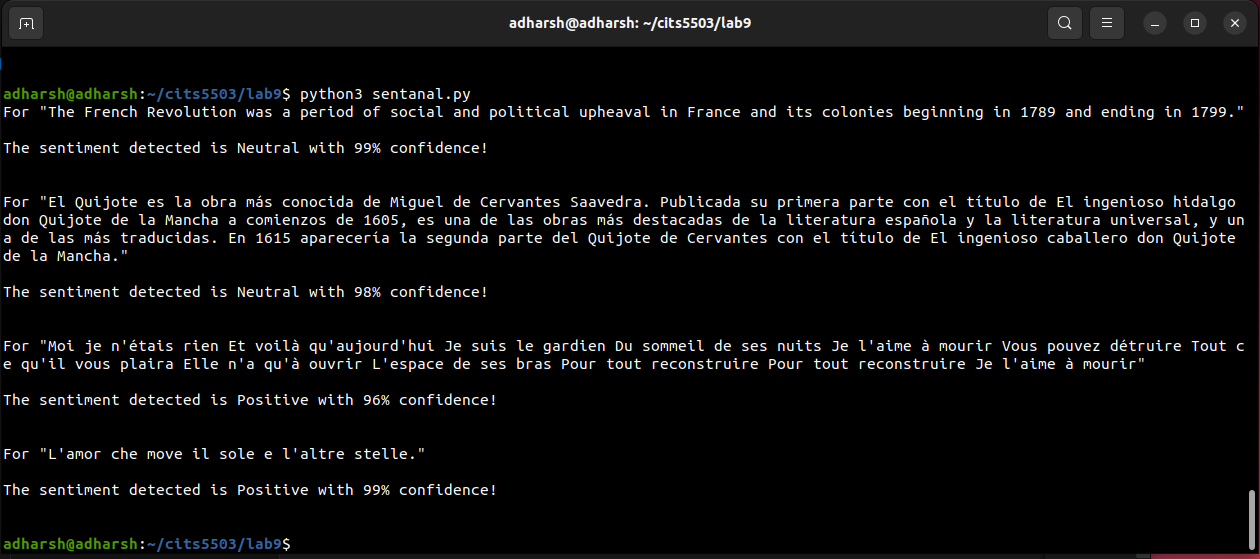 adharsh@adharsh: ~/cits5503/lab9
adharsh@adharsh:~/cits5503/lab9$ python3 sentanal.py
For "The French Revolution was a period of social and political upheaval in France and its colonies beginning in 1789 and ending in 1799."
The sentiment detected is Neutral with 99% confidence!
For "El Quijote es la obra más conocida de Miguel de Cervantes Saavedra. Publicada su primera parte con el título de El ingenioso hidalgo
don Quijote de la Mancha a comienzos de 1605, es una de las obras más destacadas de la literatura española y la literatura universal, y un
a de las más traducidas. En 1615 aparecería la segunda parte del Quijote de Cervantes con el título de El ingenioso caballero don Quijote
de la Mancha."
The sentiment detected is Neutral with 98% confidence!
For "Moi je n'étais rien Et voilà qu'aujourd'hui Je suis le gardien Du sommeil de ses nuits Je l'aime à mourir Vous pouvez détruire Tout c
e qu'il vous plaira Elle n'a qu'à ouvrir L'espace de ses bras Pour tout reconstruire Pour tout reconstruire Je l'aime à mourir"
The sentiment detected is Positive with 96% confidence!
For "L'amor che move il sole e l'altre stelle."
The sentiment detected is Positive with 99% confidence!
adharsh@adharsh:~/cits5503/lab9$